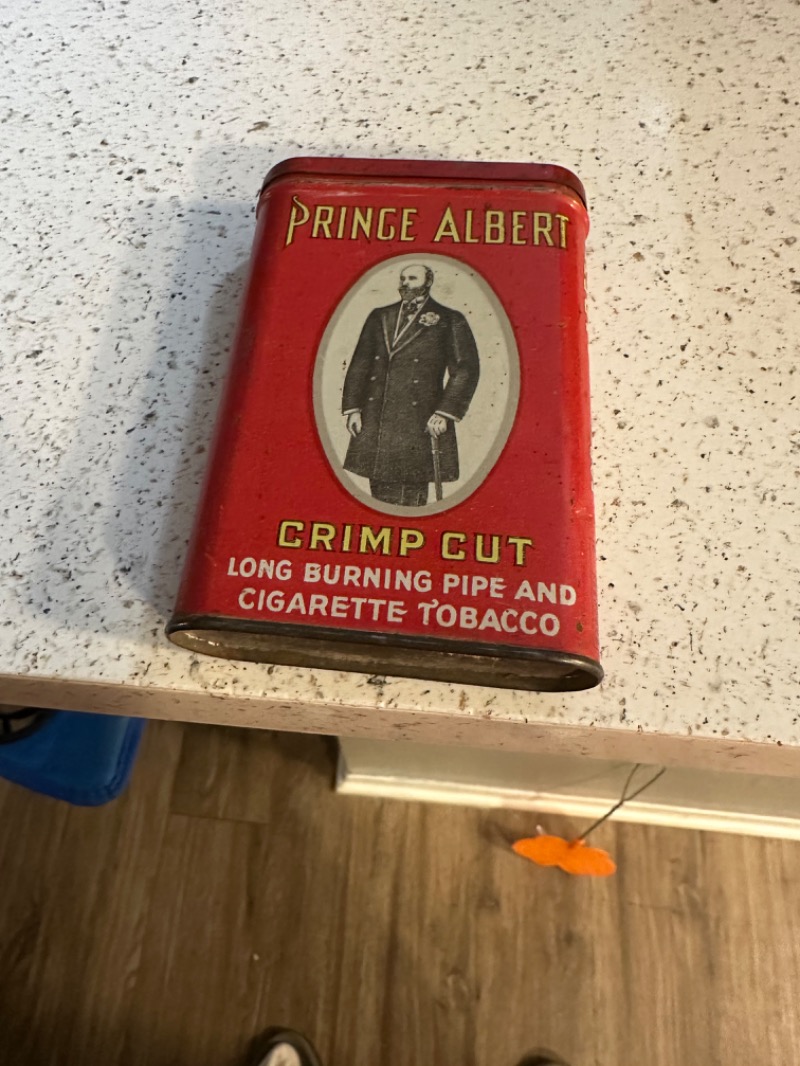 PRINCE ALBERT
CRIMP CUT
LONG BURNING PIPE AND
CIGARETTE TOBACCO